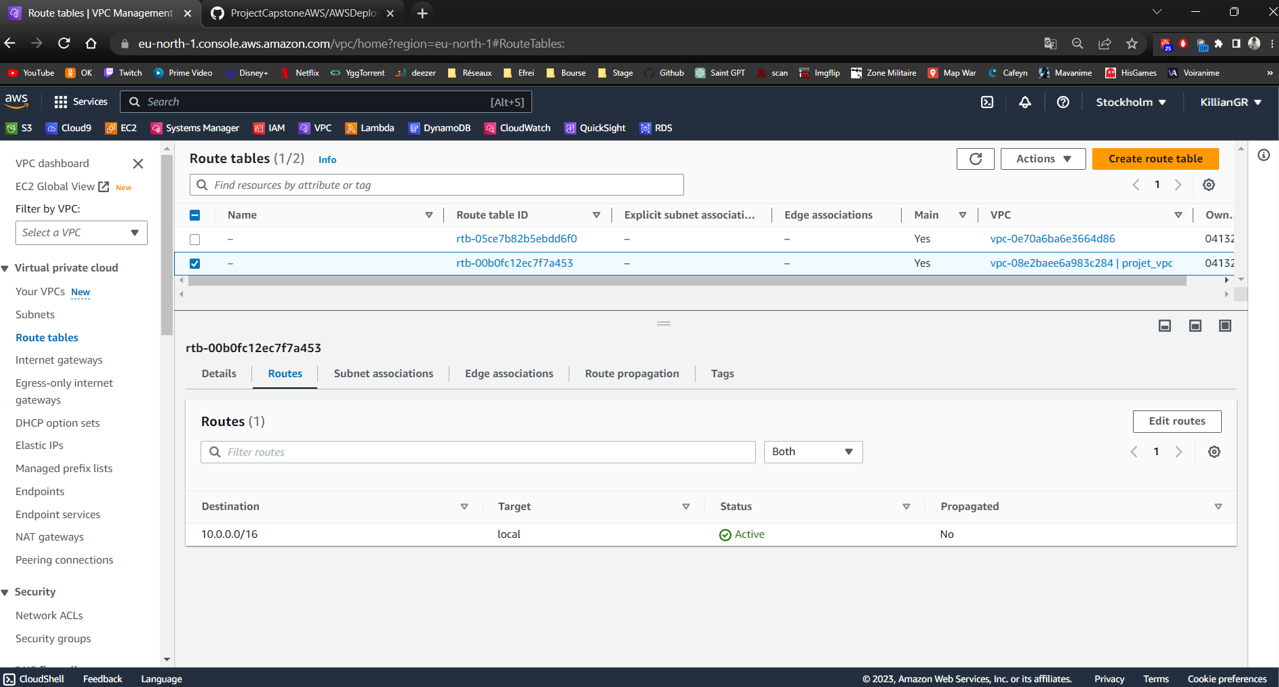 Route tables | VPC Management
ProjectCapstoneAWS/AWSDeplo
eu-north-1.console.aws.amazon.com/vpc/home?region=eu-north-1#RouteTables:
YouTube OK Twitch Prime Video Disney+ Netflix YggTorrent deezer Réseaux Efrei Bourse Stage Github Saint GPT scan Imgflip Zone Militaire Map War Cafeyn Mavanime HisGames Voiranime »
aws Services Search [Alt+S] Stockholm KillianGR
S3 Cloud9 EC2 Systems Manager IAM VPC Lambda DynamoDB CloudWatch QuickSight RDS
VPC dashboard
EC2 Global View New
Filter by VPC:
Select a VPC
Virtual private cloud
Your VPCs New
Subnets
Route tables
Internet gateways
Egress-only internet
gateways
DHCP option sets
Elastic IPs
Managed prefix lists
Endpoints
Endpoint services
NAT gateways
Peering connections
Security
Network ACLs
Security groups
Route tables (1/2) Info
Actions Create route table
Find resources by attribute or tag
1
Name Route table ID Explicit subnet associati... Edge associations Main VPC Own...
– rtb-05ce7b82b5ebdd6f0 – – Yes vpc-0e70a6ba6e3664d86 04132
– rtb-00b0fc12ec7f7a453 – – Yes vpc-08e2baee6a983c284 | projet_vpc 04132
rtb-00b0fc12ec7f7a453
Details Routes Subnet associations Edge associations Route propagation Tags
Routes (1) Edit routes
Filter routes Both 1
Destination Target Status Propagated
10.0.0.0/16 local Active No
CloudShell Feedback Language © 2023, Amazon Web Services, Inc. or its affiliates. Privacy Terms Cookie preferences